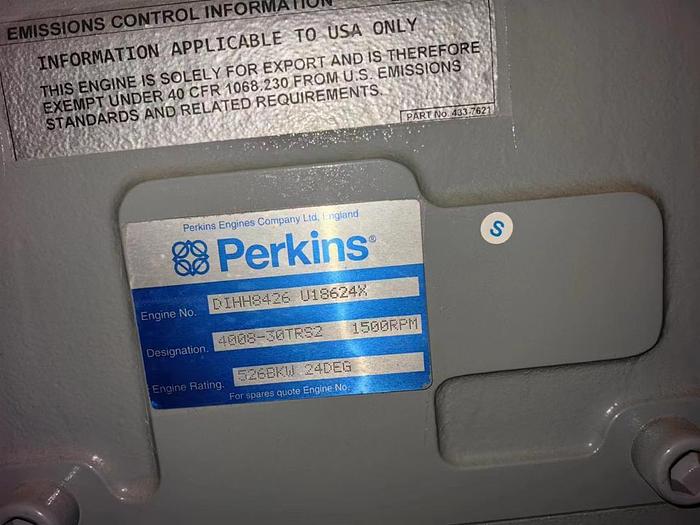 EMISSIONS CONTROL INFORMATION
INFORMATION APPLICABLE TO USA ONLY
THIS ENGINE IS SOLELY FOR EXPORT AND IS THEREFORE
EXEMPT UNDER 40 CFR 1068.230 FROM U.S. EMISSIONS
STANDARDS AND RELATED REQUIREMENTS.
PART No. 433-7621
Perkins Engines Company Ltd, England
Perkins®
S
Engine No. DIHH8426 U18624X
Designation. 4008-30TRS2 1500RPM
Engine Rating. 526BKW 24DEG
For spares quote Engine No.